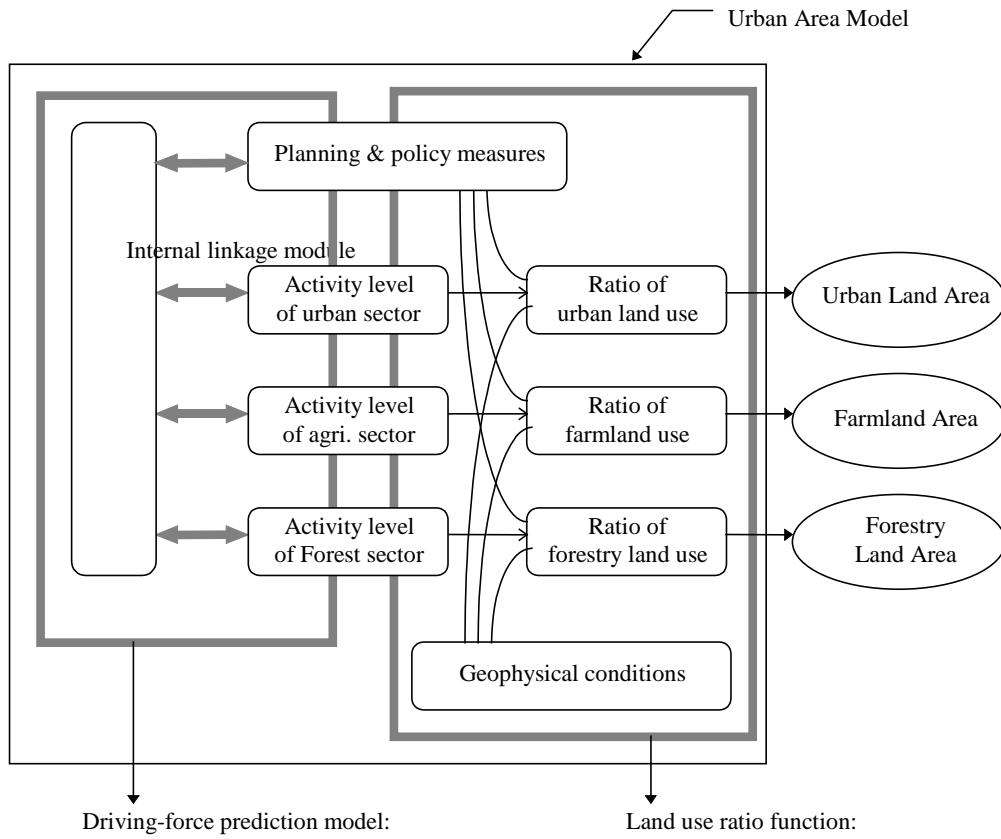 Urban Area Model
Planning & policy measures
Internal linkage module
Activity level
of urban sector
Ratio of
urban land use
Urban Land Area
Activity level
of agri. sector
Ratio of
farmland use
Farmland Area
Activity level
of Forest sector
Ratio of
forestry land use
Forestry
Land Area
Geophysical conditions
Driving-force prediction model:
Land use ratio function: